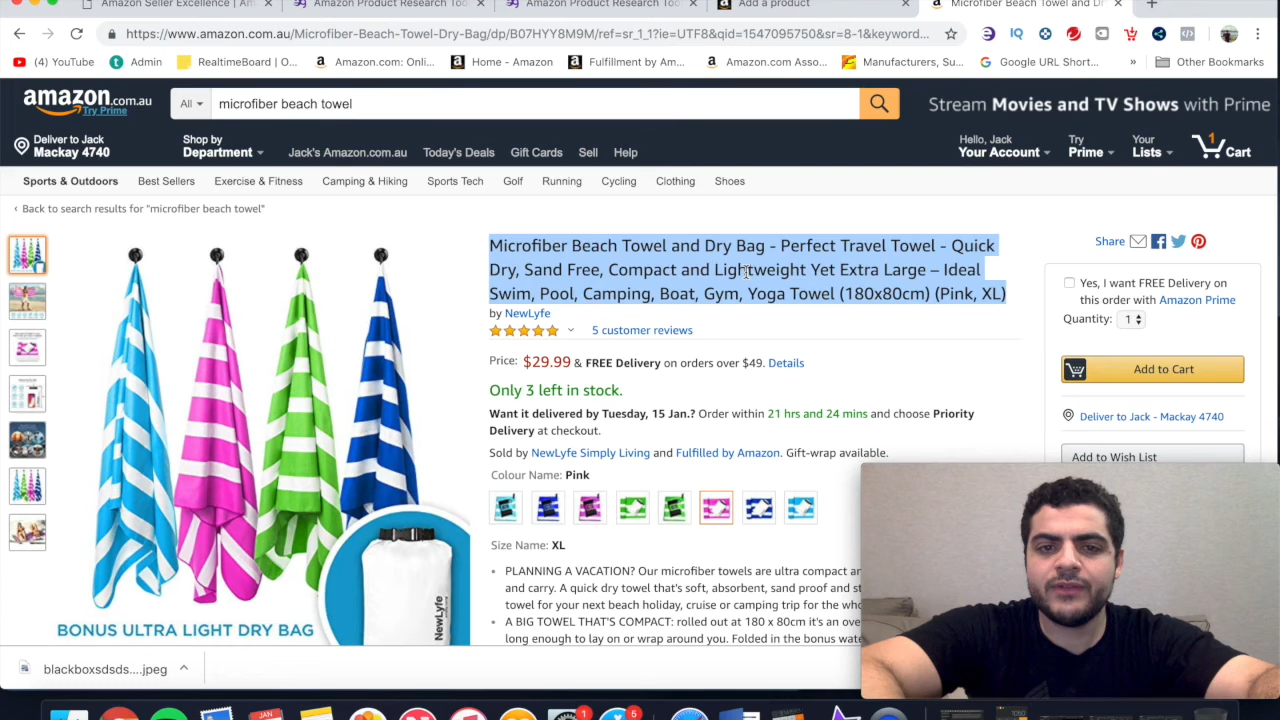 Amazon Seller Excellence | Am
Amazon Product Research Tool
Amazon Product Research Tool
Add a product
Microfiber Beach Towel and Dr
https://www.amazon.com.au/Microfiber-Beach-Towel-Dry-Bag/dp/B07HYY8M9M/ref=sr_1_1?ie=UTF8&qid=1547095750&sr=8-1&keyword...
(4) YouTube
Admin
RealtimeBoard | O...
Amazon.com: Onli...
Home - Amazon
Fulfillment by Am...
Amazon.com Asso...
Manufacturers, Su...
Google URL Short...
»
Other Bookmarks
amazon.com.au
Try Prime
All
microfiber beach towel
Stream Movies and TV Shows with Prime
Deliver to Jack
Mackay 4740
Shop by
Department
Jack's Amazon.com.au
Today's Deals
Gift Cards
Sell
Help
Hello, Jack
Your Account
Try
Prime
Your
Lists
1
Cart
Sports & Outdoors
Best Sellers
Exercise & Fitness
Camping & Hiking
Sports Tech
Golf
Running
Cycling
Clothing
Shoes
‹ Back to search results for "microfiber beach towel"
Microfiber Beach Towel and Dry Bag - Perfect Travel Towel - Quick
Dry, Sand Free, Compact and Lightweight Yet Extra Large – Ideal
Swim, Pool, Camping, Boat, Gym, Yoga Towel (180x80cm) (Pink, XL)
by NewLyfe
5 customer reviews
Price: $29.99 & FREE Delivery on orders over $49. Details
Only 3 left in stock.
Want it delivered by Tuesday, 15 Jan.? Order within 21 hrs and 24 mins and choose Priority
Delivery at checkout.
Sold by NewLyfe Simply Living and Fulfilled by Amazon. Gift-wrap available.
Colour Name: Pink
Size Name: XL
• PLANNING A VACATION? Our microfiber towels are ultra compact an
and carry. A quick dry towel that's soft, absorbent, sand proof and st
towel for your next beach holiday, cruise or camping trip for the who
• A BIG TOWEL THAT'S COMPACT: rolled out at 180 x 80cm it's an ove
long enough to lay on or wrap around you. Folded in the bonus wate
Share
Yes, I want FREE Delivery on
this order with Amazon Prime
Quantity: 1
Add to Cart
Deliver to Jack - Mackay 4740
Add to Wish List
NewLyfe
BONUS ULTRA LIGHT DRY BAG
blackboxsdsds....jpeg
JAN
1
5